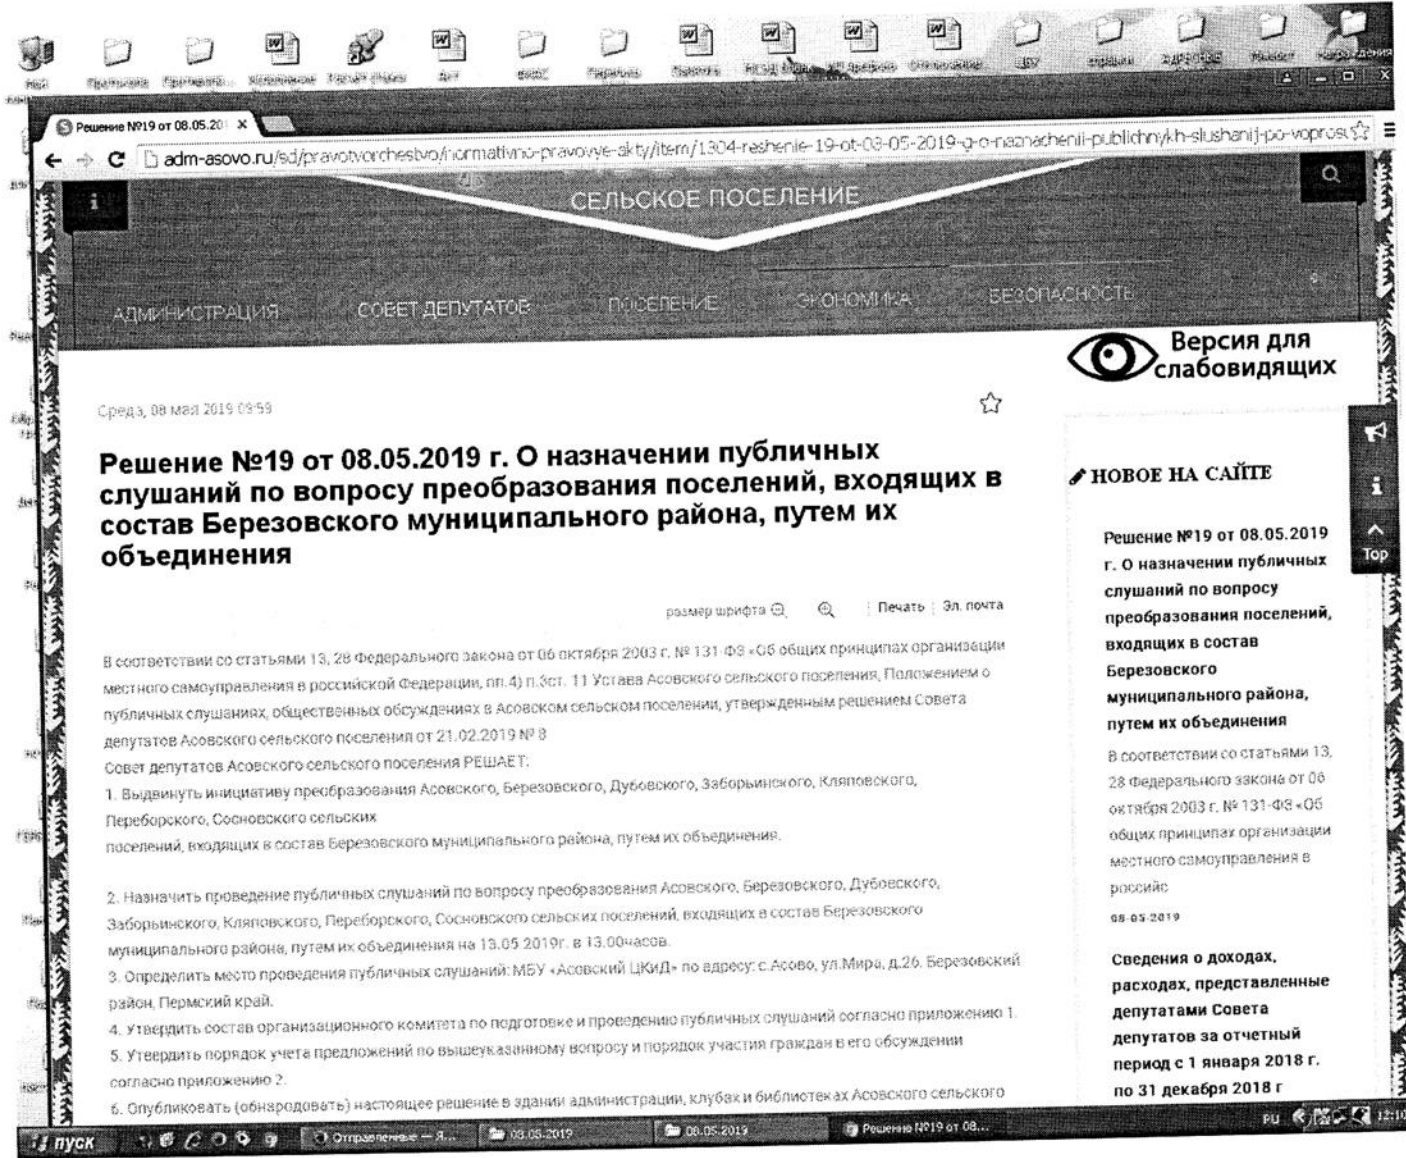 Решение №19 от 08.05.20
adm-asovo.ru/sd/pravotvorchestvo/normativno-pravovye-akty/item/1304-reshenie-19-ot-08-05-2019-g-o-naznachenii-publichnykh-slushanij-po-voprosu
СЕЛЬСКОЕ ПОСЕЛЕНИЕ
АДМИНИСТРАЦИЯ СОВЕТ ДЕПУТАТОВ ПОСЕЛЕНИЕ ЭКОНОМИКА БЕЗОПАСНОСТЬ
Версия для
слабовидящих
Среда, 08 мая 2019 09:59
Решение №19 от 08.05.2019 г. О назначении публичных
слушаний по вопросу преобразования поселений, входящих в
состав Березовского муниципального района, путем их
объединения
размер шрифта Печать Эл. почта
В соответствии со статьями 13, 28 Федерального закона от 06 октября 2003 г. № 131-ФЗ «Об общих принципах организации
местного самоуправления в российской Федерации, пп.4) п.3ст. 11 Устава Асовского сельского поселения, Положением о
публичных слушаниях, общественных обсуждениях в Асовском сельском поселении, утвержденным решением Совета
депутатов Асовского сельского поселения от 21.02.2019 № 8
Совет депутатов Асовского сельского поселения РЕШАЕТ:
1. Выдвинуть инициативу преобразования Асовского, Березовского, Дубовского, Заборьинского, Кляповского,
Переборского, Сосновского сельских
поселений, входящих в состав Березовского муниципального района, путем их объединения.
2. Назначить проведение публичных слушаний по вопросу преобразования Асовского, Березовского, Дубовского,
Заборьинского, Кляповского, Переборского, Сосновского сельских поселений, входящих в состав Березовского
муниципального района, путем их объединения на 13.05.2019г. в 13.00часов.
3. Определить место проведения публичных слушаний: МБУ «Асовский ЦКиД» по адресу: с.Асово, ул.Мира, д.26, Березовский
район, Пермский край.
4. Утвердить состав организационного комитета по подготовке и проведению публичных слушаний согласно приложению 1.
5. Утвердить порядок учета предложений по вышеуказанному вопросу и порядок участия граждан в его обсуждении
согласно приложению 2.
6. Опубликовать (обнародовать) настоящее решение в здании администрации, клубах и библиотеках Асовского сельского
НОВОЕ НА САЙТЕ
Top
Решение №19 от 08.05.2019
г. О назначении публичных
слушаний по вопросу
преобразования поселений,
входящих в состав
Березовского
муниципального района,
путем их объединения
В соответствии со статьями 13,
28 Федерального закона от 06
октября 2003 г. № 131-ФЗ «Об
общих принципах организации
местного самоуправления в
российс
08-05-2019
Сведения о доходах,
расходах, представленные
депутатами Совета
депутатов за отчетный
период с 1 января 2018 г.
по 31 декабря 2018 г
пуск Отправленные — Я... 08.05.2019 08.05.2019 Решение №19 от 08... RU 12:10